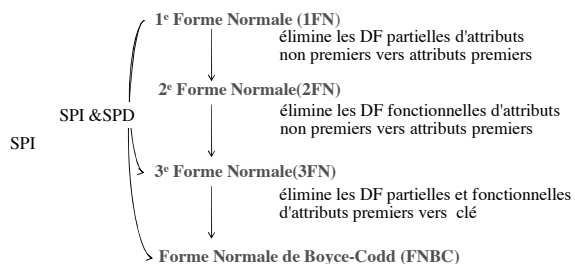 1e Forme Normale (1FN)
élimine les DF partielles d'attributs
non premiers vers attributs premiers
2e Forme Normale(2FN)
SPI &SPD
élimine les DF fonctionnelles d'attributs
non premiers vers attributs premiers
SPI
3e Forme Normale(3FN)
élimine les DF partielles et fonctionnelles
d'attributs premiers vers clé
Forme Normale de Boyce-Codd (FNBC)